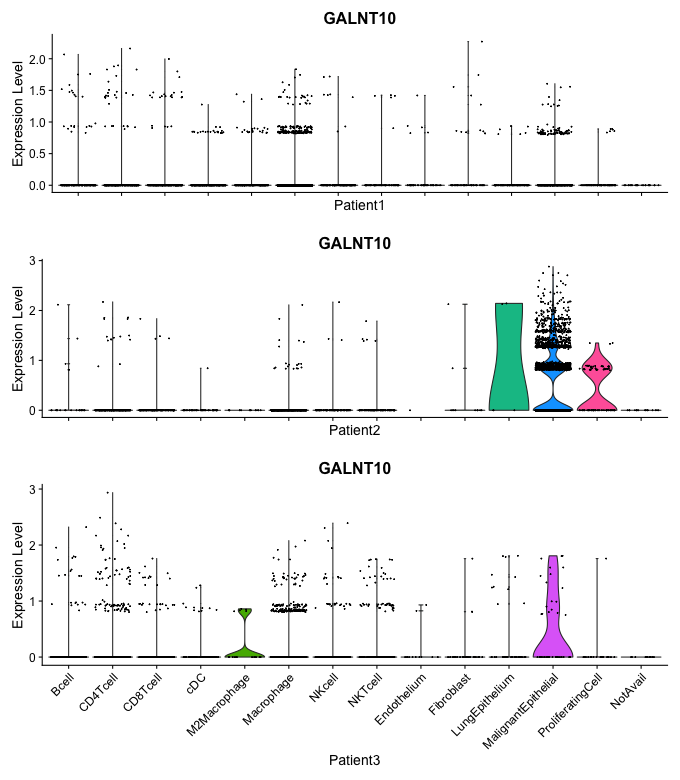 GALNT10
Expression Level
2.0
1.5
1.0
0.5
0.0
Patient1
GALNT10
Expression Level
3
2
1
0
Patient2
GALNT10
Expression Level
3
2
1
0
Bcell
CD4Tcell
CD8Tcell
cDC
M2Macrophage
Macrophage
NKcell
NKTcell
Endothelium
Fibroblast
LungEpithelium
MalignantEpithelial
ProliferatingCell
NotAvail
Patient3